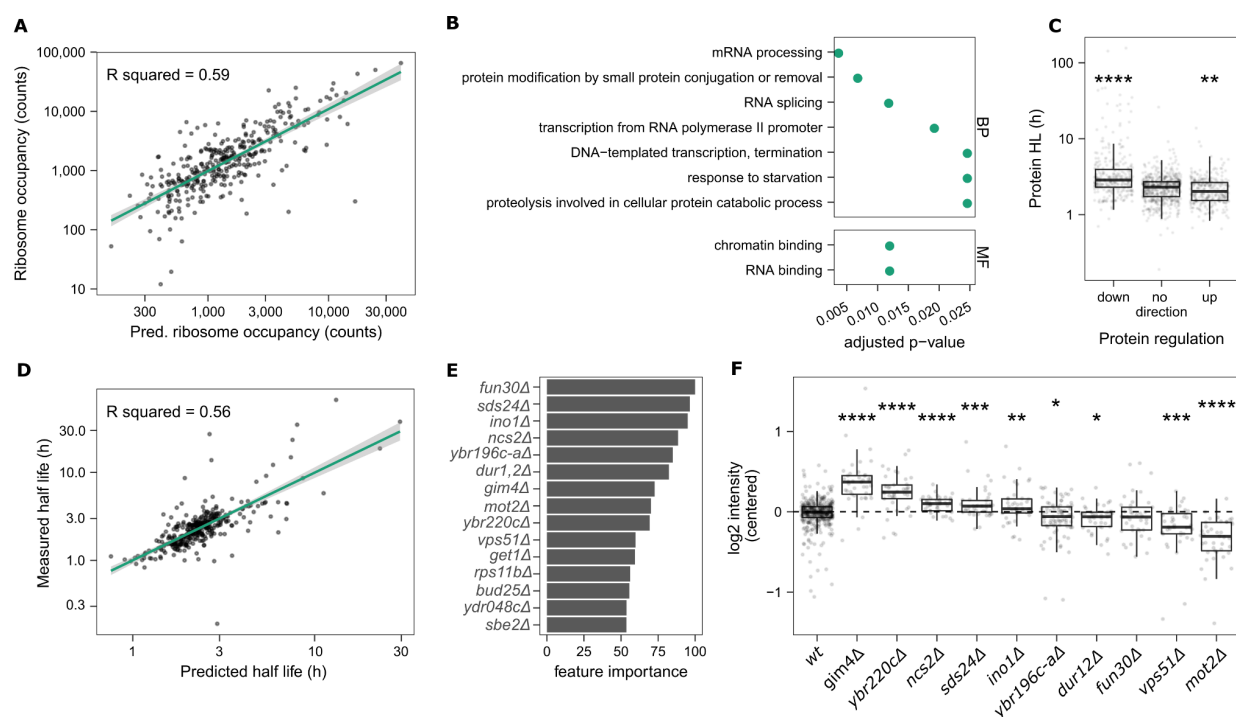 A
R squared = 0.59
Ribosome occupancy (counts)
100,000
10,000
1,000
100
10
300
1,000
3,000
10,000
30,000
Pred. ribosome occupancy (counts)
B
mRNA processing
protein modification by small protein conjugation or removal
RNA splicing
transcription from RNA polymerase II promoter
DNA−templated transcription, termination
response to starvation
proteolysis involved in cellular protein catabolic process
BP
chromatin binding
RNA binding
MF
0.005
0.010
0.015
0.020
0.025
adjusted p−value
C
Protein HL (h)
100
10
1
****
**
down
no
direction
up
Protein regulation
D
R squared = 0.56
Measured half life (h)
30.0
10.0
3.0
1.0
0.3
1
3
10
30
Predicted half life (h)
E
fun30Δ
sds24Δ
ino1Δ
ncs2Δ
ybr196c-aΔ
dur1,2Δ
gim4Δ
mot2Δ
ybr220cΔ
vps51Δ
get1Δ
rps11bΔ
bud25Δ
ydr048cΔ
sbe2Δ
0
25
50
75
100
feature importance
F
log2 intensity
(centered)
1
0
−1
****
****
****
***
**
*
*
***
****
wt
gim4Δ
ybr220cΔ
ncs2Δ
sds24Δ
ino1Δ
ybr196c-aΔ
dur12Δ
fun30Δ
vps51Δ
mot2Δ